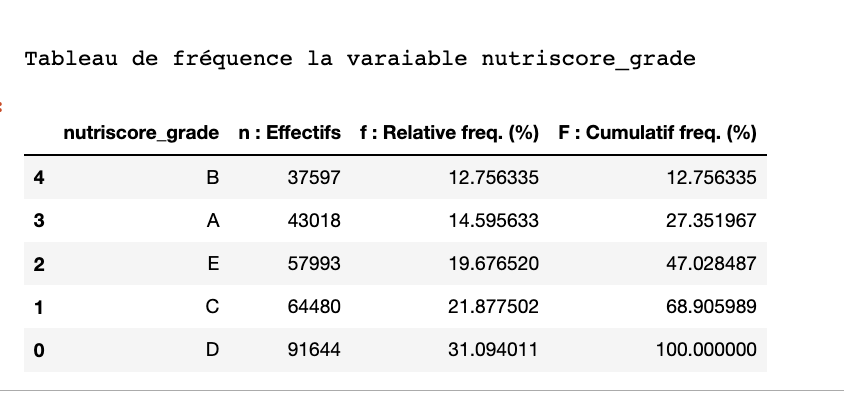 Tableau de fréquence la varaiable nutriscore_grade
nutriscore_grade n : Effectifs f : Relative freq. (%) F : Cumulatif freq. (%)
4 B 37597 12.756335 12.756335
3 A 43018 14.595633 27.351967
2 E 57993 19.676520 47.028487
1 C 64480 21.877502 68.905989
0 D 91644 31.094011 100.000000